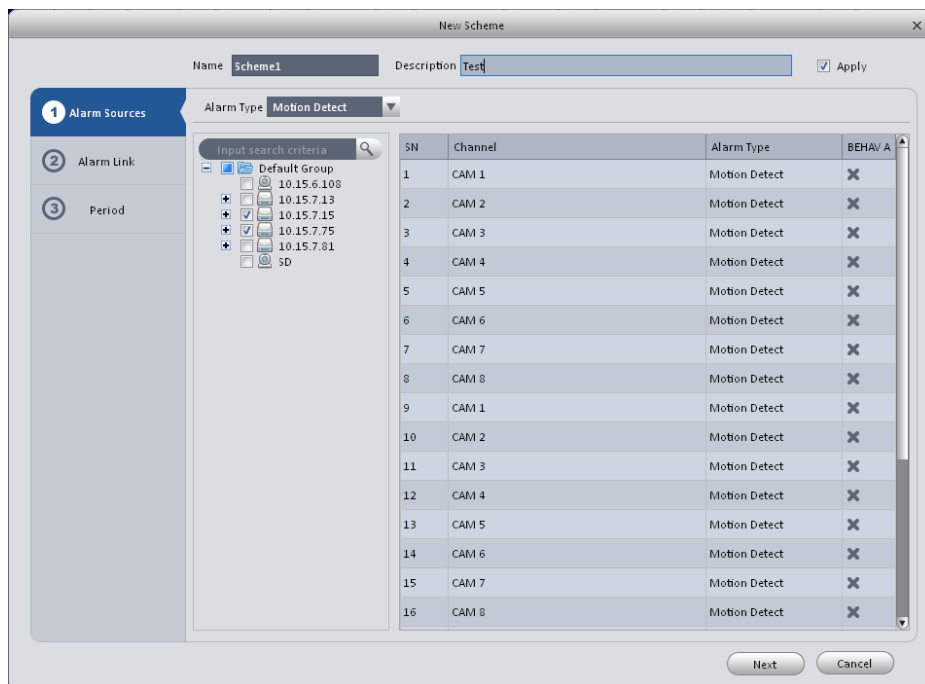 New Scheme
Name Scheme1 Description Test Apply
1 Alarm Sources
2 Alarm Link
3 Period
Alarm Type Motion Detect
Input search criteria
Default Group
10.15.6.108
10.15.7.13
10.15.7.15
10.15.7.75
10.15.7.81
SD
SN Channel Alarm Type BEHAV A
1 CAM 1 Motion Detect
2 CAM 2 Motion Detect
3 CAM 3 Motion Detect
4 CAM 4 Motion Detect
5 CAM 5 Motion Detect
6 CAM 6 Motion Detect
7 CAM 7 Motion Detect
8 CAM 8 Motion Detect
9 CAM 1 Motion Detect
10 CAM 2 Motion Detect
11 CAM 3 Motion Detect
12 CAM 4 Motion Detect
13 CAM 5 Motion Detect
14 CAM 6 Motion Detect
15 CAM 7 Motion Detect
16 CAM 8 Motion Detect
Next Cancel